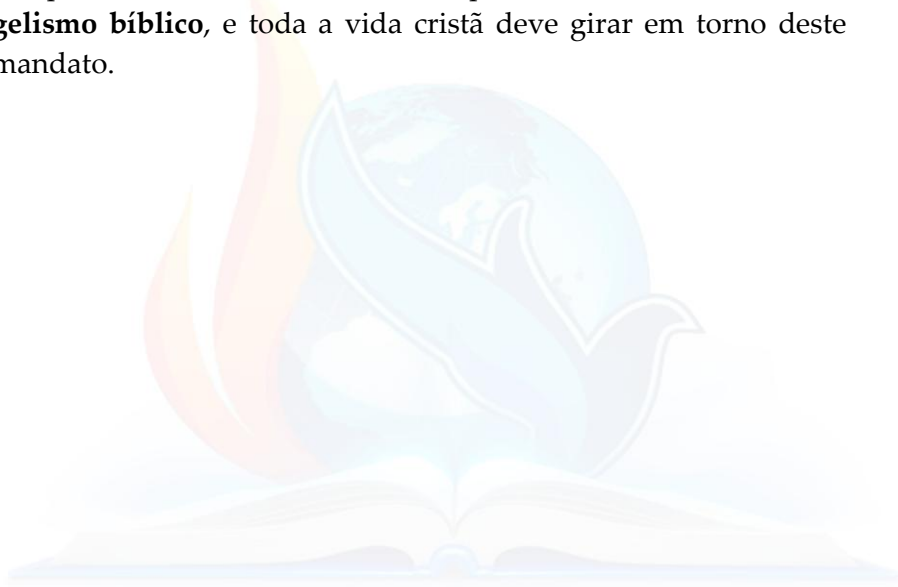 gelismo bíblico, e toda a vida cristã deve girar em torno deste
mandato.